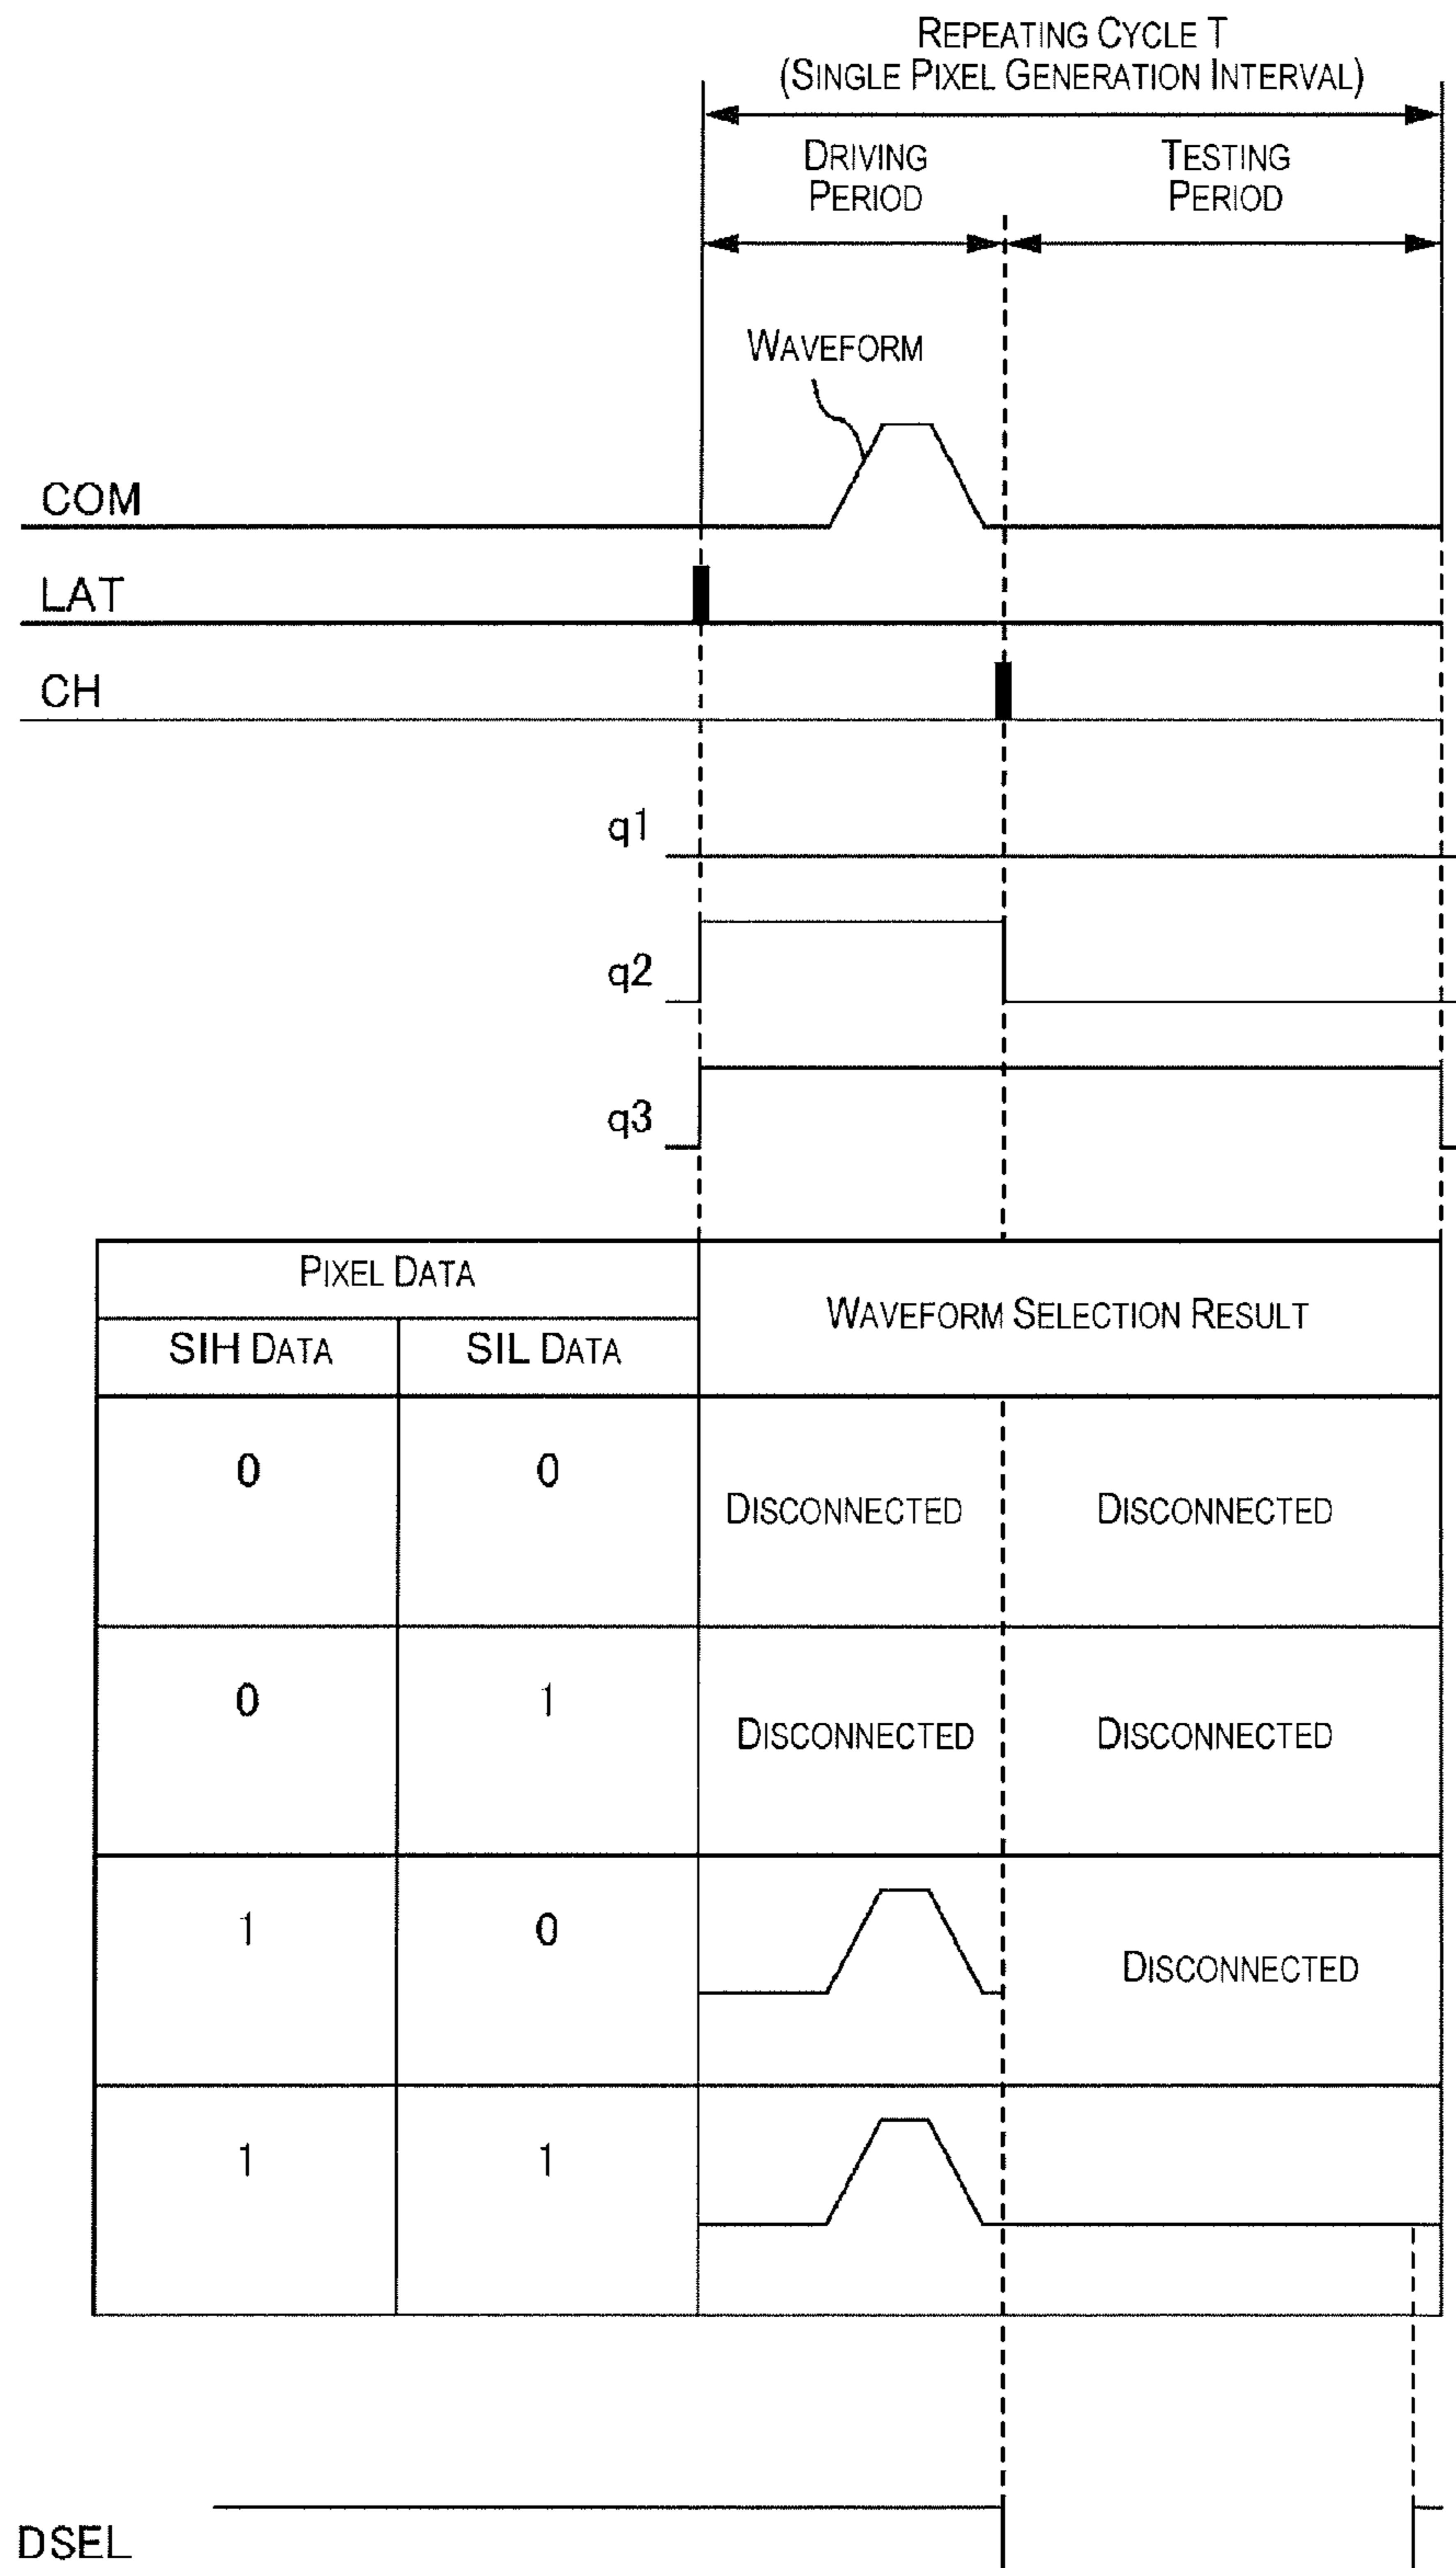 REPEATING CYCLE T
(SINGLE PIXEL GENERATION INTERVAL)
DRIVING PERIOD
TESTING PERIOD
WAVEFORM
COM
LAT
CH
q1
q2
q3
PIXEL DATA
WAVEFORM SELECTION RESULT
SIH DATA SIL DATA
0 0 DISCONNECTED DISCONNECTED
0 1 DISCONNECTED DISCONNECTED
1 0 DISCONNECTED
1 1
DSEL